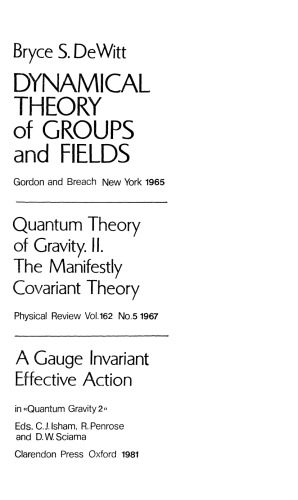 Bryce S. DeWitt
DYNAMICAL
THEORY
of GROUPS
and FIELDS
Gordon and Breach New York 1965
Quantum Theory
of Gravity. II.
The Manifestly
Covariant Theory
Physical Review Vol. 162 No. 5 1967
A Gauge Invariant
Effective Action
in «Quantum Gravity 2»
Eds. C. J. Isham, R. Penrose
and D. W. Sciama
Clarendon Press Oxford 1981